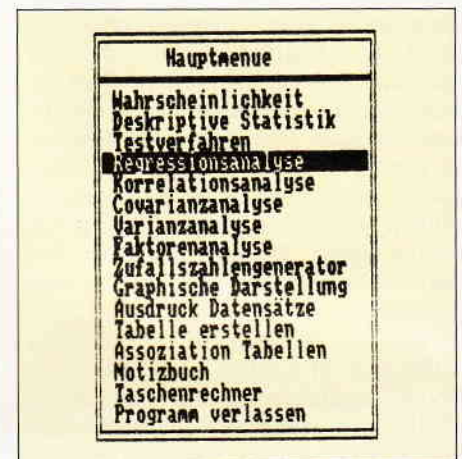 Hauptmenue
Wahrscheinlichkeit
Deskriptive Statistik
Testverfahren
Regressionsanalyse
Korrelationsanalyse
Covarianzanalyse
Varianzanalyse
Faktorenanalyse
Zufallszahlengenerator
Graphische Darstellung
Ausdruck Datensätze
Tabelle erstellen
Assoziation Tabellen
Notizbuch
Taschenrechner
Programm verlassen